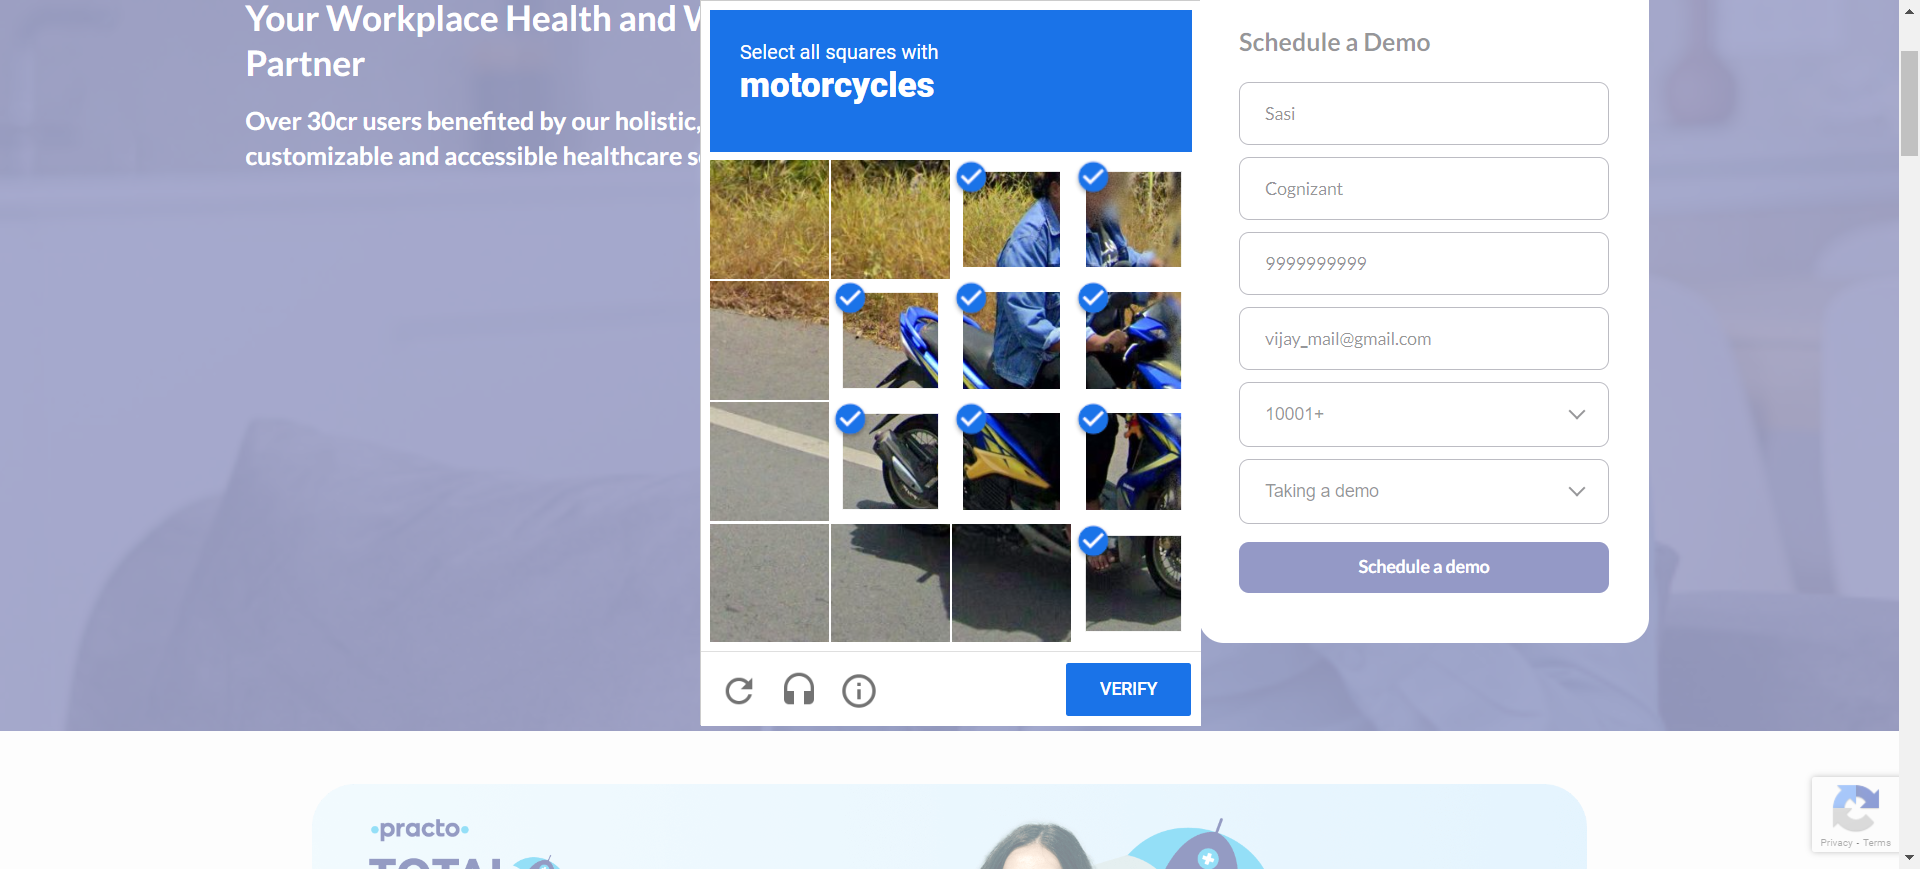 Your Workplace Health and W
Partner
Over 30cr users benefited by our holistic,
customizable and accessible healthcare s
Select all squares with
motorcycles
VERIFY
Schedule a Demo
Sasi
Cognizant
9999999999
vijay_mail@gmail.com
10001+
Taking a demo
Schedule a demo
practo
TOTAL
Privacy - Terms